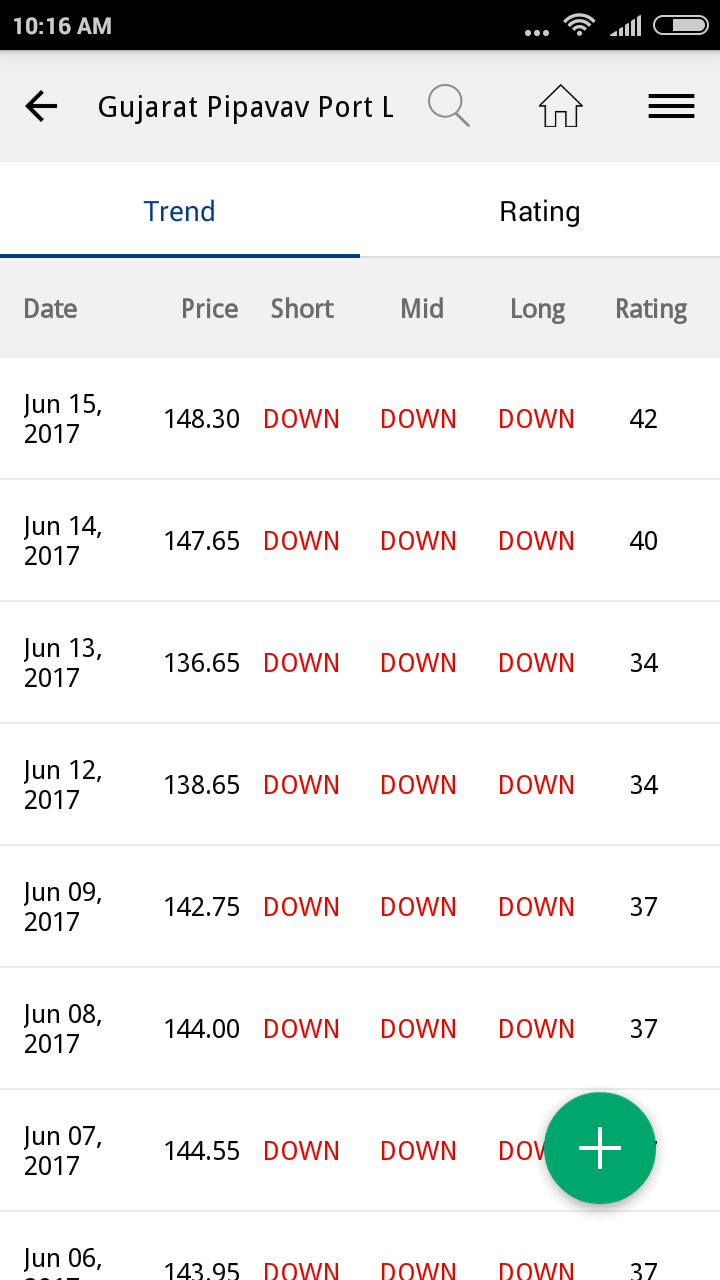 10:16 AM
Gujarat Pipavav Port L
Trend Rating
Date Price Short Mid Long Rating
Jun 15, 2017 148.30 DOWN DOWN DOWN 42
Jun 14, 2017 147.65 DOWN DOWN DOWN 40
Jun 13, 2017 136.65 DOWN DOWN DOWN 34
Jun 12, 2017 138.65 DOWN DOWN DOWN 34
Jun 09, 2017 142.75 DOWN DOWN DOWN 37
Jun 08, 2017 144.00 DOWN DOWN DOWN 37
Jun 07, 2017 144.55 DOWN DOWN
Jun 06, 143.95 DOWN DOWN DOWN 37